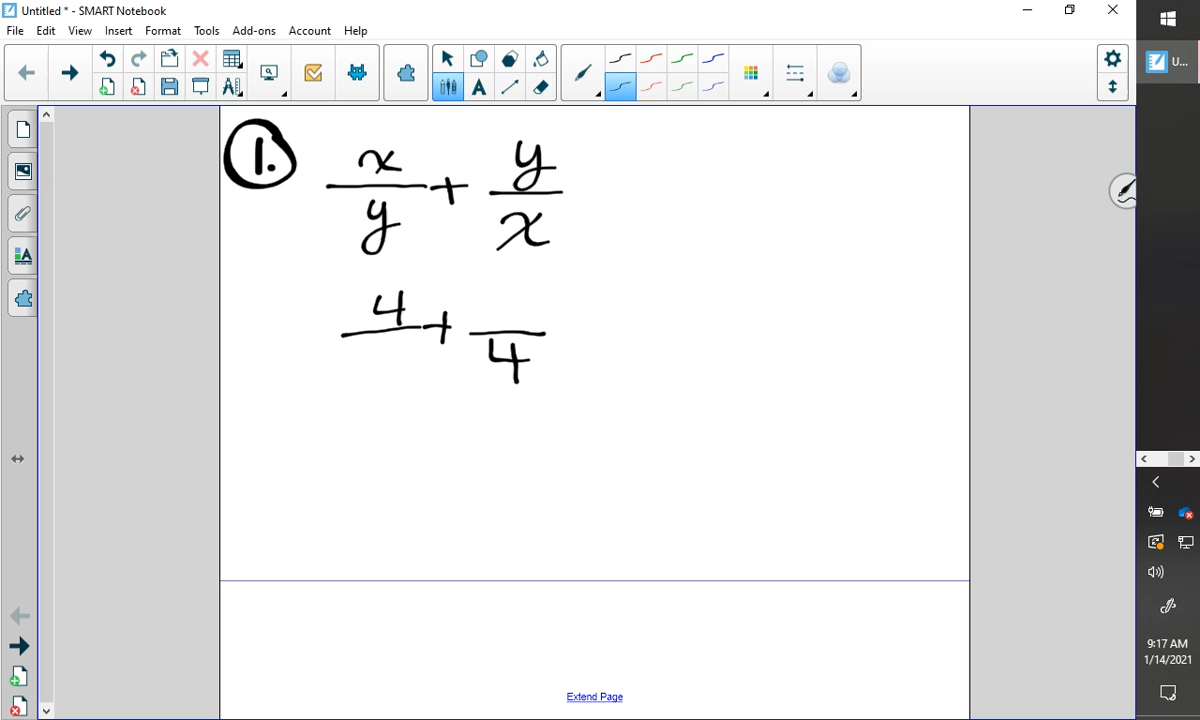 Untitled * - SMART Notebook
File Edit View Insert Format Tools Add-ons Account Help
U...
1. x/y + y/x
4/ + /4
Extend Page
9:17 AM
1/14/2021